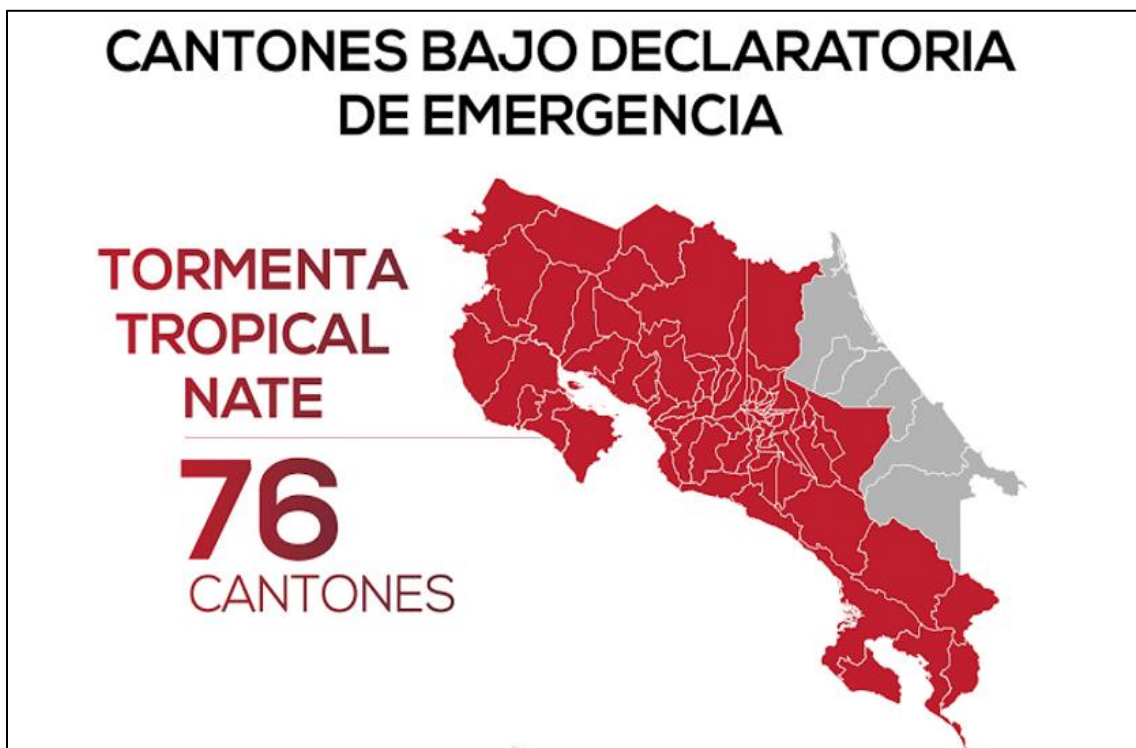 CANTONES BAJO DECLARATORIA
DE EMERGENCIA
TORMENTA
TROPICAL
NATE
76
CANTONES